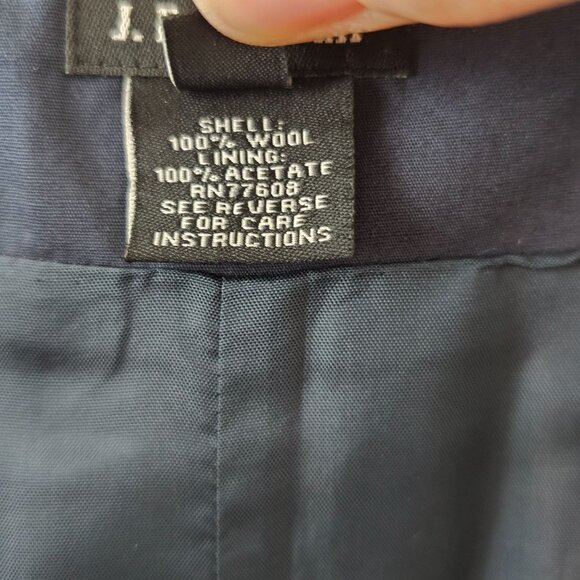 SHELL:
100% WOOL
LINING:
100% ACETATE
RN77608
SEE REVERSE
FOR CARE
INSTRUCTIONS